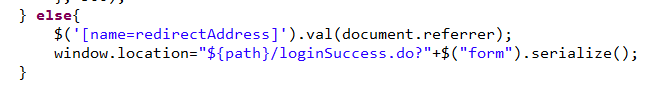 } else{
$('[name=redirectAddress]').val(document.referrer);
window.location="${path}/loginSuccess.do?"+$("form").serialize();
}